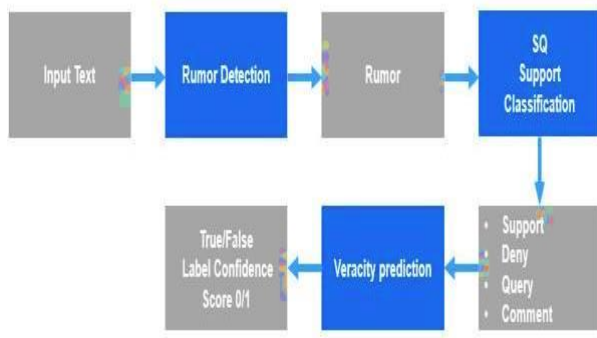 Input Text
Rumor Detection
Rumor
SQ
Support
Classification
• Support
• Deny
• Query
• Comment
Veracity prediction
True/False
Label Confidence
Score 0/1